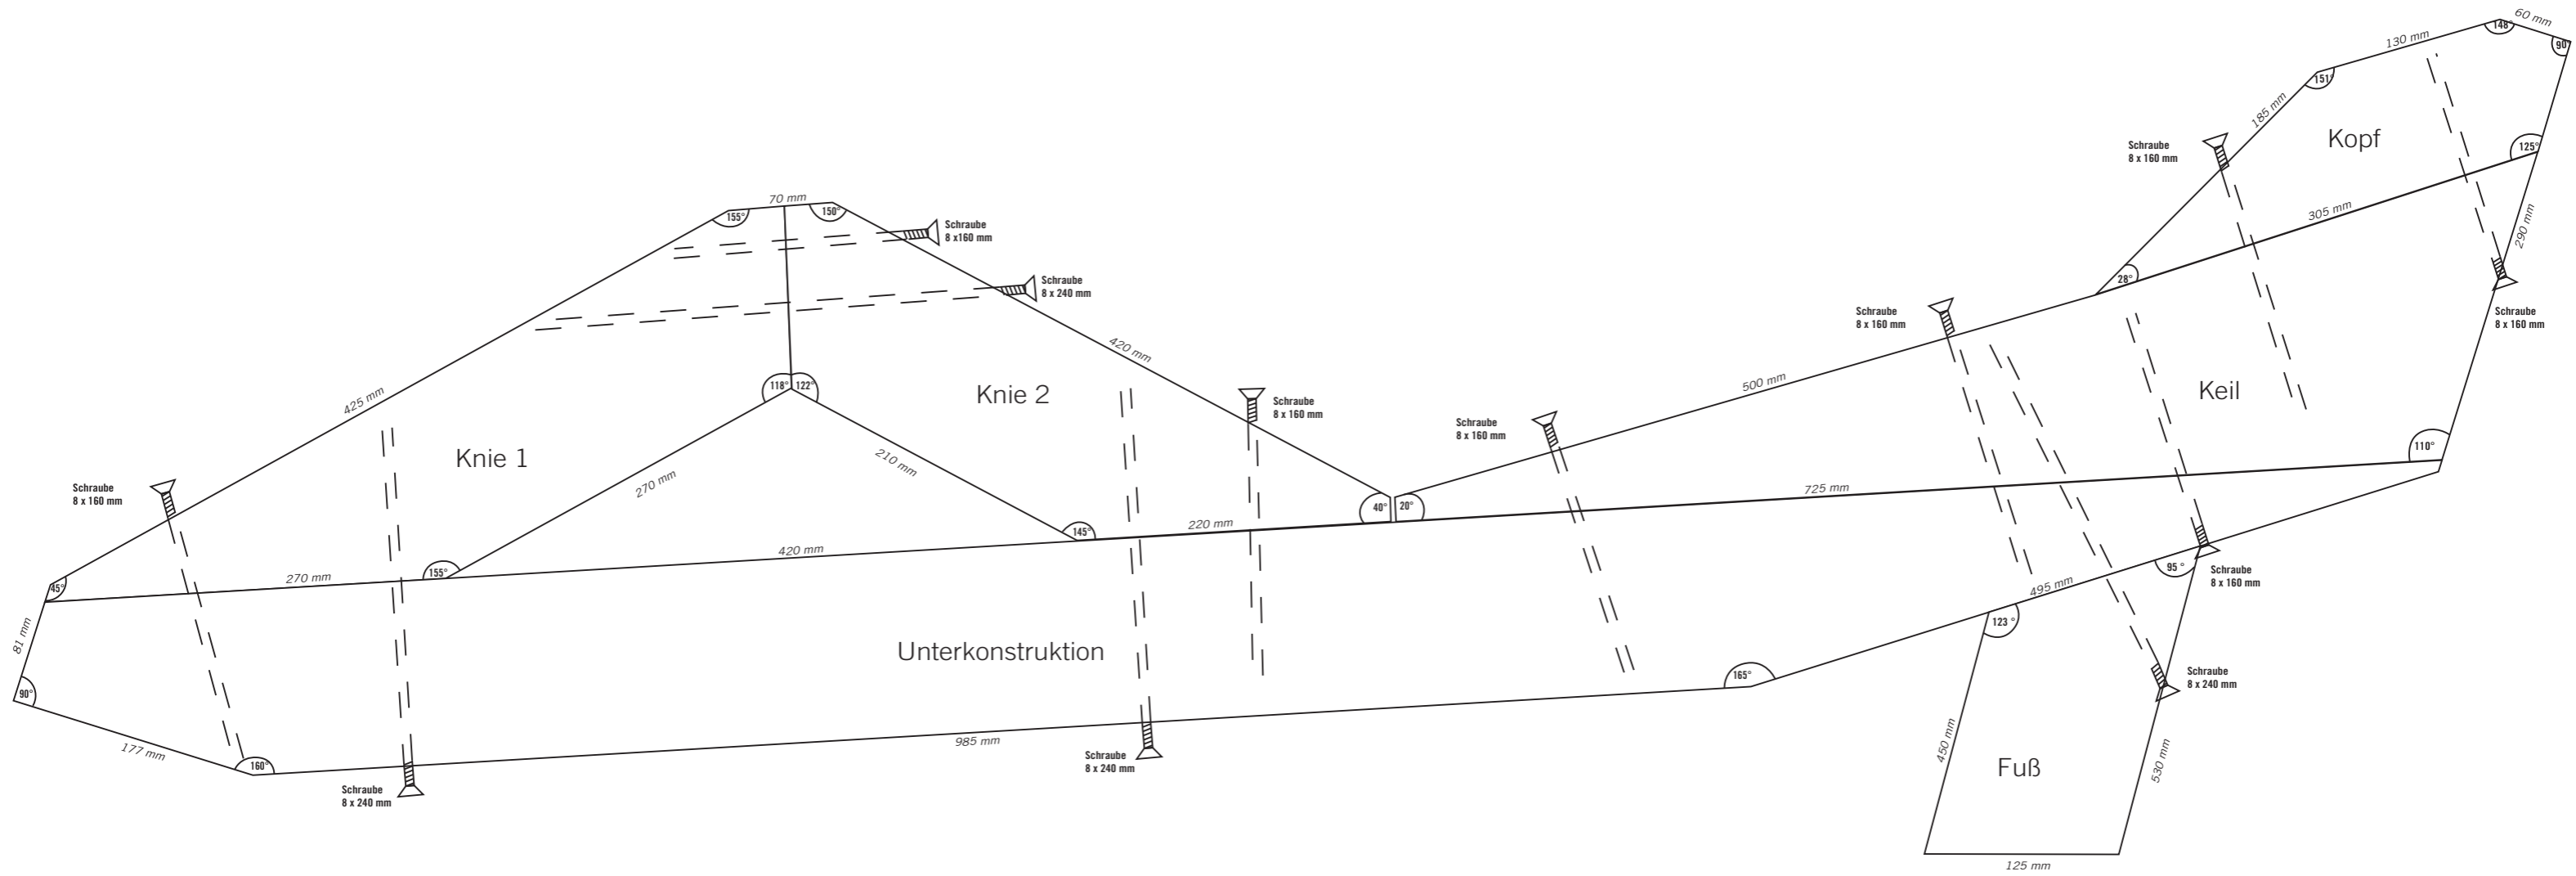 60 mm
148°
130 mm
90°
151°
185 mm
Kopf
125°
Schraube
8 x 160 mm
70 mm
155°
150°
305 mm
290 mm
Schraube
8 x160 mm
28°
Schraube
8 x 240 mm
Schraube
8 x 160 mm
Schraube
8 x 160 mm
420 mm
118°
122°
Knie 2
500 mm
Keil
425 mm
Schraube
8 x 160 mm
Schraube
8 x 160 mm
110°
Knie 1
210 mm
270 mm
Schraube
8 x 160 mm
40°
20°
725 mm
220 mm
145°
420 mm
155°
270 mm
45°
95 °
Schraube
8 x 160 mm
495 mm
81 mm
123 °
Unterkonstruktion
165°
90°
Schraube
8 x 240 mm
177 mm
985 mm
450 mm
530 mm
160°
Schraube
8 x 240 mm
Fuß
Schraube
8 x 240 mm
125 mm